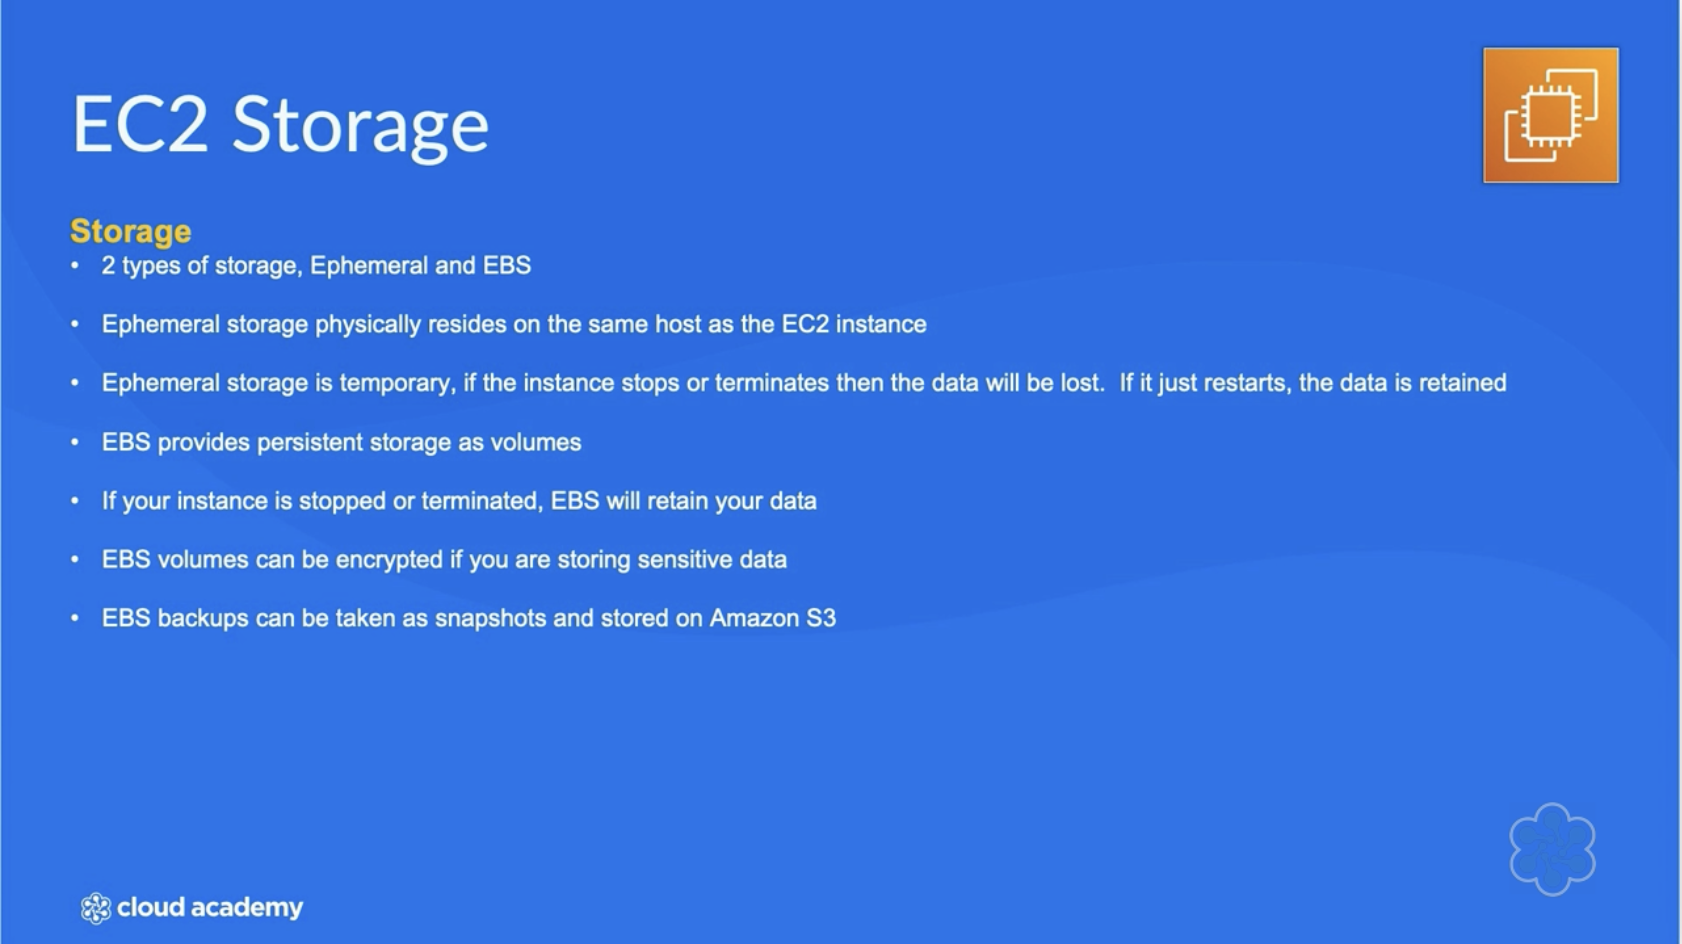 EC2 Storage
Storage
• 2 types of storage, Ephemeral and EBS
• Ephemeral storage physically resides on the same host as the EC2 instance
• Ephemeral storage is temporary, if the instance stops or terminates then the data will be lost.  If it just restarts, the data is retained
• EBS provides persistent storage as volumes
• If your instance is stopped or terminated, EBS will retain your data
• EBS volumes can be encrypted if you are storing sensitive data
• EBS backups can be taken as snapshots and stored on Amazon S3
cloud academy